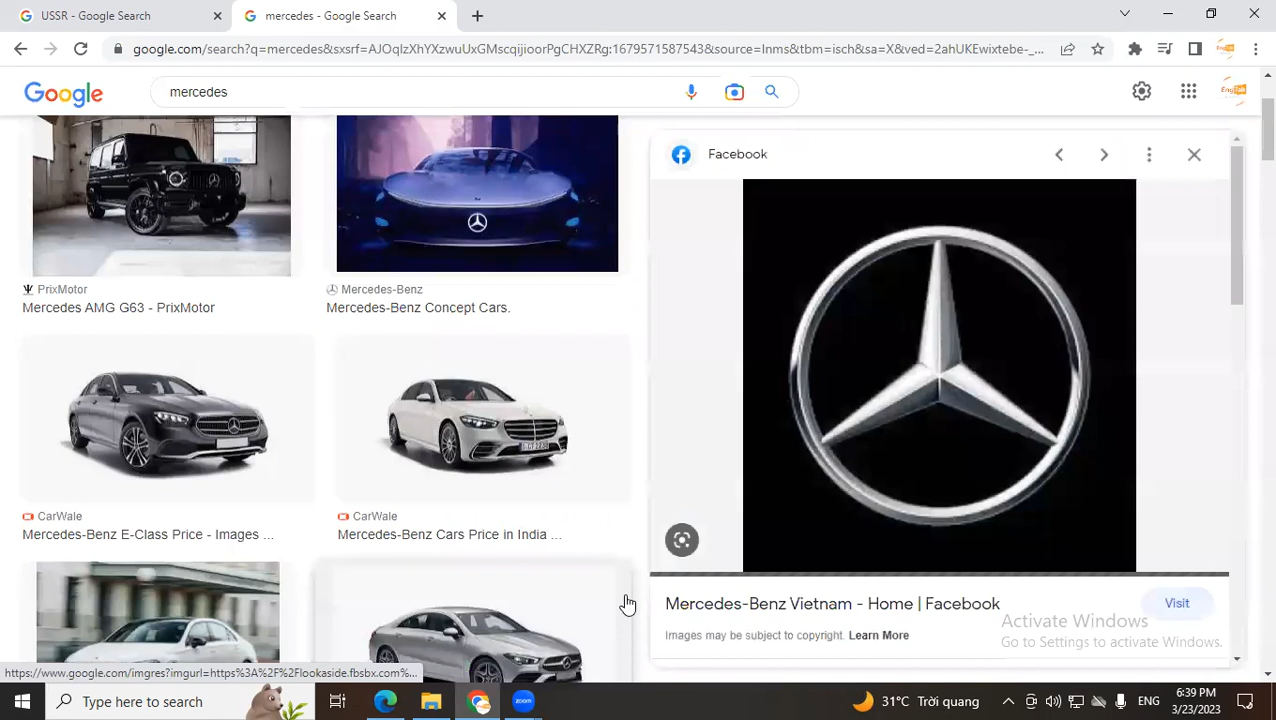 USSR - Google Search
mercedes - Google Search
google.com/search?q=mercedes&sxsrf=AJOqlzXhYXzwuUxGMscqijioorPgCHXZRg:1679571587543&source=lnms&tbm=isch&sa=X&ved=2ahUKEwixtebe-_...
Google
mercedes
EngTalk
Facebook
PrixMotor
Mercedes AMG G63 - PrixMotor
Mercedes-Benz
Mercedes-Benz Concept Cars.
CarWale
Mercedes-Benz E-Class Price - Images ...
CarWale
Mercedes-Benz Cars Price in India ...
Mercedes-Benz Vietnam - Home | Facebook
Visit
Images may be subject to copyright. Learn More
Activate Windows
Go to Settings to activate Windows.
https://www.google.com/imgres?imgurl=https%3A%2F%2Flookaside.fbsbx.com%...
Type here to search
zoom
31°C Trời quang
ENG
6:39 PM
3/23/2023